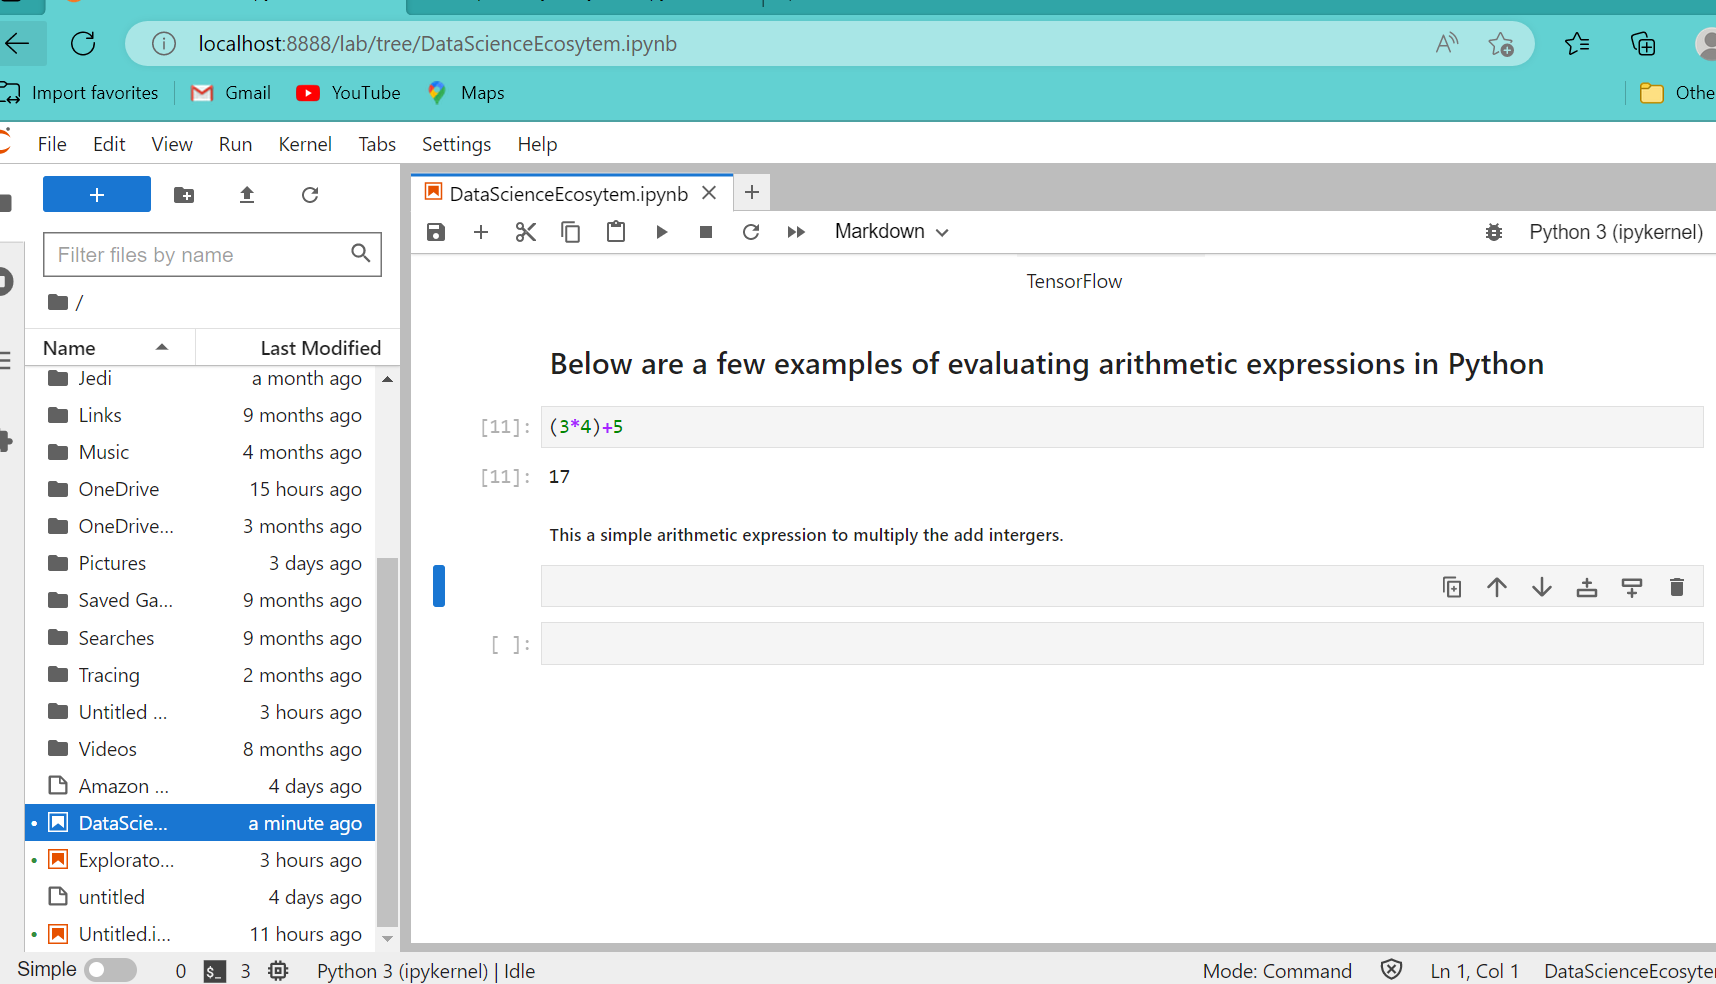 localhost:8888/lab/tree/DataScienceEcosytem.ipynb
Import favorites Gmail YouTube Maps Othe
File Edit View Run Kernel Tabs Settings Help
DataScienceEcosytem.ipynb
Markdown Python 3 (ipykernel)
Filter files by name
/
Name Last Modified
Jedi a month ago
Links 9 months ago
Music 4 months ago
OneDrive 15 hours ago
OneDrive... 3 months ago
Pictures 3 days ago
Saved Ga... 9 months ago
Searches 9 months ago
Tracing 2 months ago
Untitled ... 3 hours ago
Videos 8 months ago
Amazon ... 4 days ago
DataScie... a minute ago
Explorato... 3 hours ago
untitled 4 days ago
Untitled.i... 11 hours ago
TensorFlow
Below are a few examples of evaluating arithmetic expressions in Python
[11]: (3*4)+5
[11]: 17
This a simple arithmetic expression to multiply the add intergers.
[ ]:
Simple 0 $_ 3 Python 3 (ipykernel) | Idle Mode: Command Ln 1, Col 1 DataScienceEcosyte